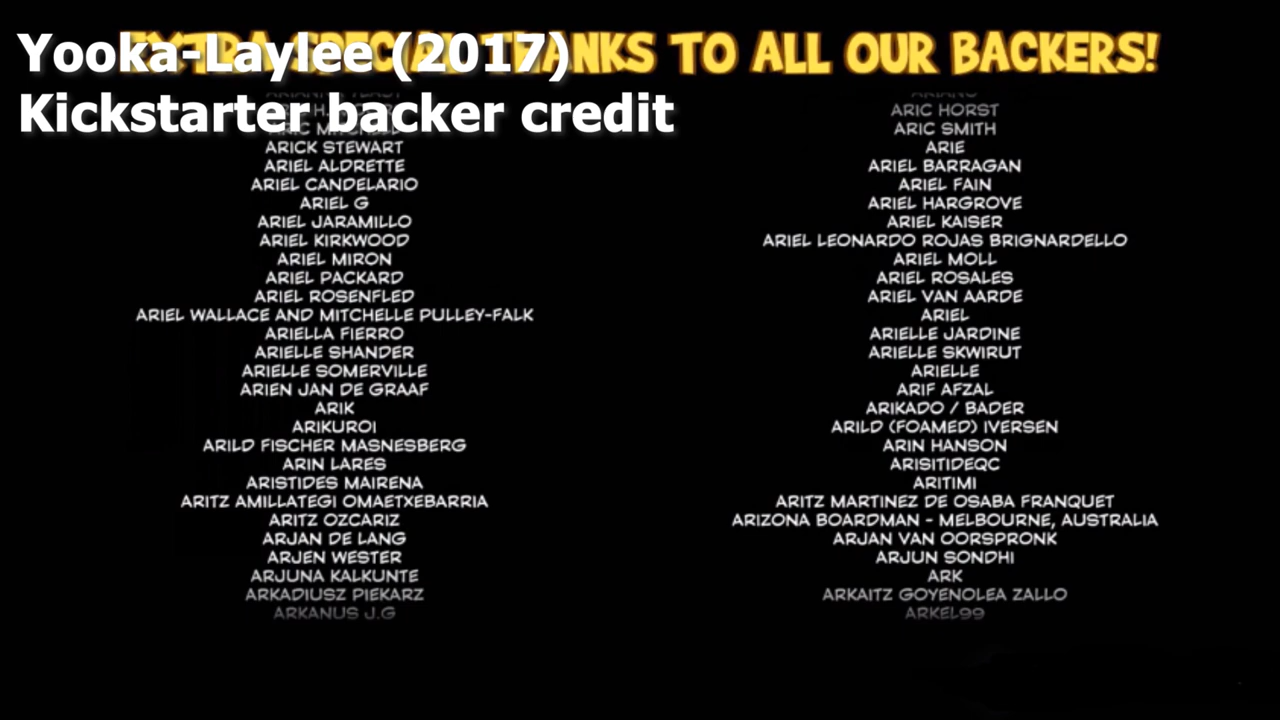 Yooka-Laylee (2017)
Kickstarter backer credit
EXTRA SPECIAL THANKS TO ALL OUR BACKERS!
ARIC MITCHELL
ARICK STEWART
ARIEL ALDRETTE
ARIEL CANDELARIO
ARIEL G
ARIEL JARAMILLO
ARIEL KIRKWOOD
ARIEL MIRON
ARIEL PACKARD
ARIEL ROSENFLED
ARIEL WALLACE AND MITCHELLE PULLEY-FALK
ARIELLA FIERRO
ARIELLE SHANDER
ARIELLE SOMERVILLE
ARIEN JAN DE GRAAF
ARIK
ARIKUROI
ARILD FISCHER MASNESBERG
ARIN LARES
ARISTIDES MAIRENA
ARITZ AMILLATEGI OMAETXEBARRIA
ARITZ OZCARIZ
ARJAN DE LANG
ARJEN WESTER
ARJUNA KALKUNTE
ARKADIUSZ PIEKARZ
ARKANUS J.G
ARIC HORST
ARIC SMITH
ARIE
ARIEL BARRAGAN
ARIEL FAIN
ARIEL HARGROVE
ARIEL KAISER
ARIEL LEONARDO ROJAS BRIGNARDELLO
ARIEL MOLL
ARIEL ROSALES
ARIEL VAN AARDE
ARIEL
ARIELLE JARDINE
ARIELLE SKWIRUT
ARIELLE
ARIF AFZAL
ARIKADO / BADER
ARILD (FOAMED) IVERSEN
ARIN HANSON
ARISITIDEQC
ARITIMI
ARITZ MARTINEZ DE OSABA FRANQUET
ARIZONA BOARDMAN - MELBOURNE, AUSTRALIA
ARJAN VAN OORSPRONK
ARJUN SONDHI
ARK
ARKAITZ GOYENOLEA ZALLO
ARKEL99